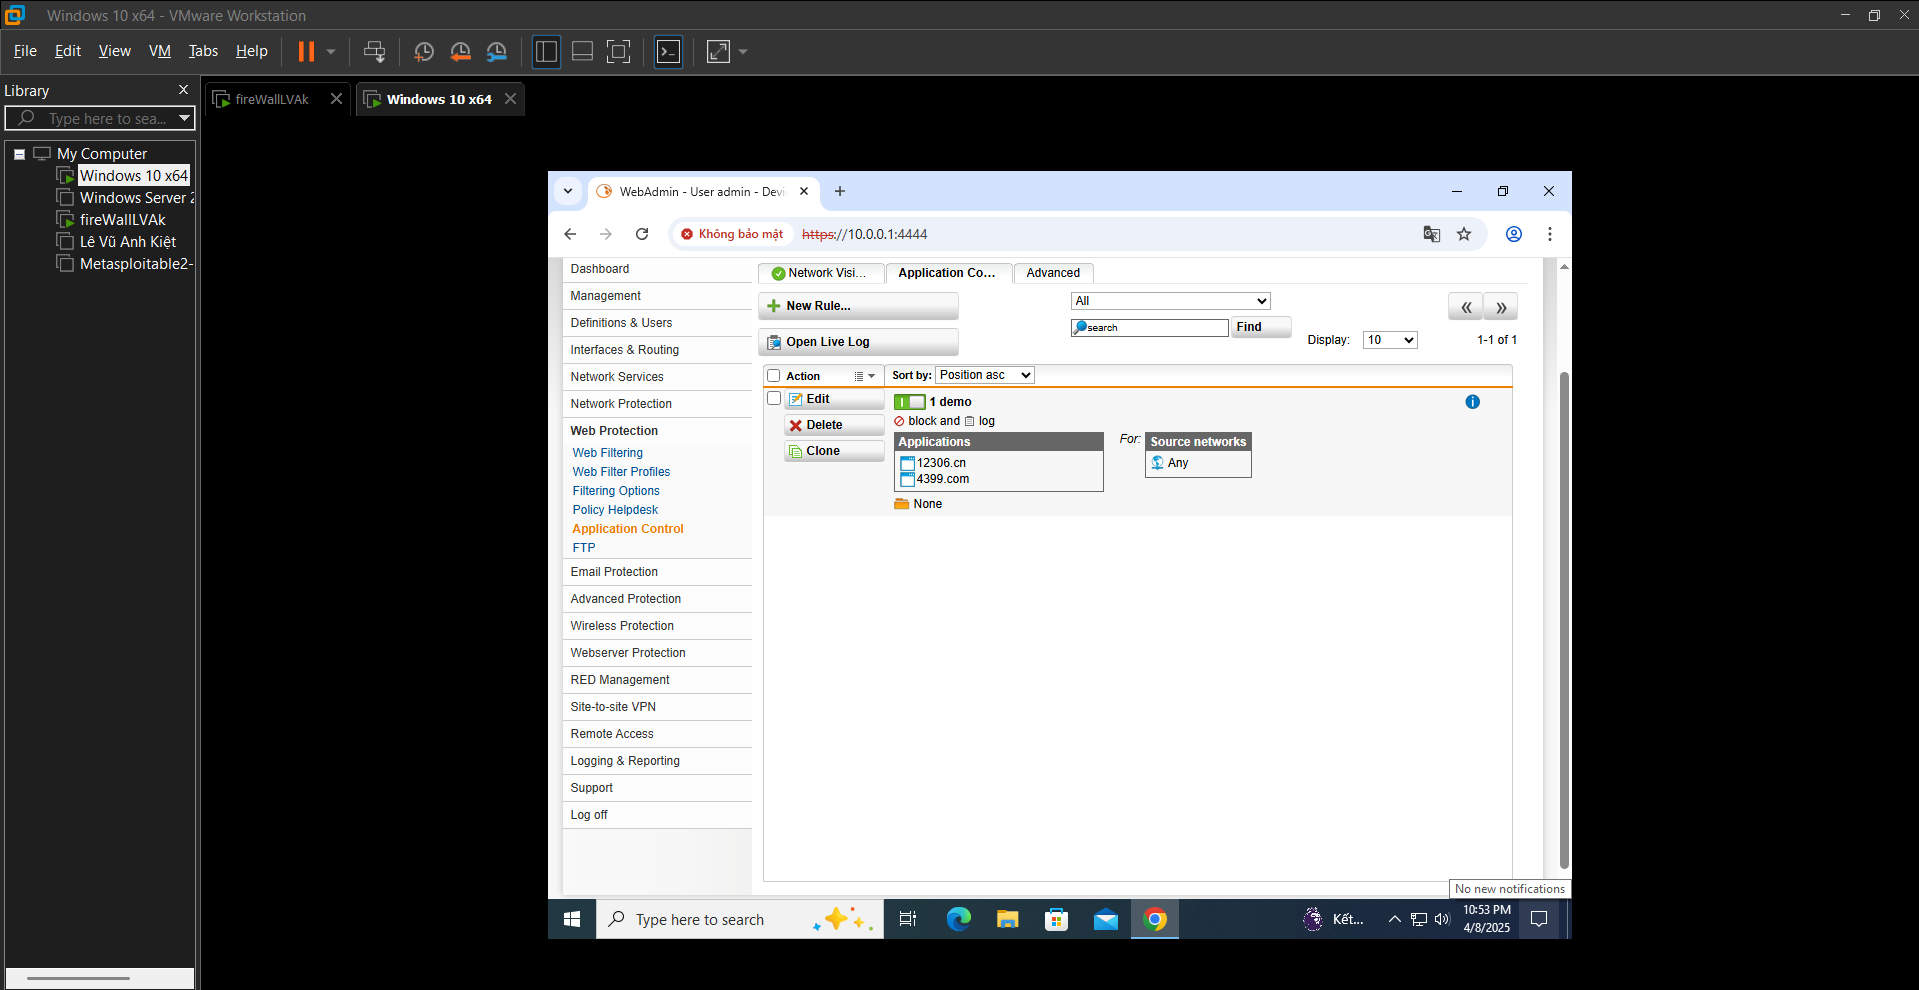 Windows 10 x64 - VMware Workstation
File Edit View VM Tabs Help
Library
Type here to sea...
My Computer
Windows 10 x64
Windows Server 2
fireWallLVAk
Lê Vũ Anh Kiệt
Metasploitable2-
fireWallLVAk
Windows 10 x64
WebAdmin - User admin - Devi
Không bảo mật
https://10.0.0.1:4444
Dashboard
Management
Definitions & Users
Interfaces & Routing
Network Services
Network Protection
Web Protection
Web Filtering
Web Filter Profiles
Filtering Options
Policy Helpdesk
Application Control
FTP
Email Protection
Advanced Protection
Wireless Protection
Webserver Protection
RED Management
Site-to-site VPN
Remote Access
Logging & Reporting
Support
Log off
Network Visi...
Application Co...
Advanced
New Rule...
Open Live Log
All
search
Find
Display: 10
1-1 of 1
Action
Sort by: Position asc
Edit
Delete
Clone
1 demo
block and log
Applications
12306.cn
4399.com
None
For:
Source networks
Any
No new notifications
Type here to search
Kết...
10:53 PM
4/8/2025